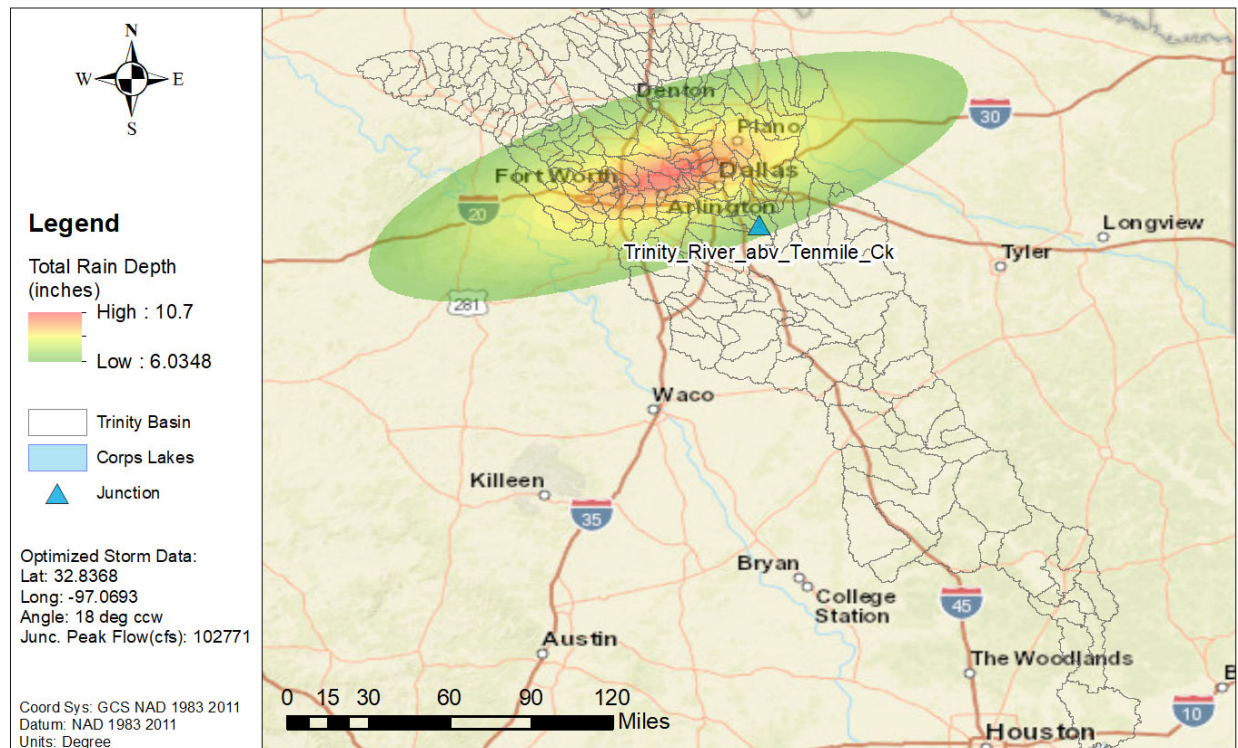 N
W
E
S
Legend
Total Rain Depth
(inches)
High : 10.7
Low : 6.0348
Trinity Basin
Corps Lakes
Junction
Optimized Storm Data:
Lat: 32.8368
Long: -97.0693
Angle: 18 deg ccw
Junc. Peak Flow(cfs): 102771
Coord Sys: GCS NAD 1983 2011
Datum: NAD 1983 2011
Units: Degree
Denton
30
Plano
Fort Worth
Dallas
20
Arlington
Longview
Trinity_River_abv_Tenmile_Ck
Tyler
281
Waco
Killeen
35
Bryan
College
Station
45
Austin
The Woodlands
B
10
Houston
0 15 30 60 90 120
Miles